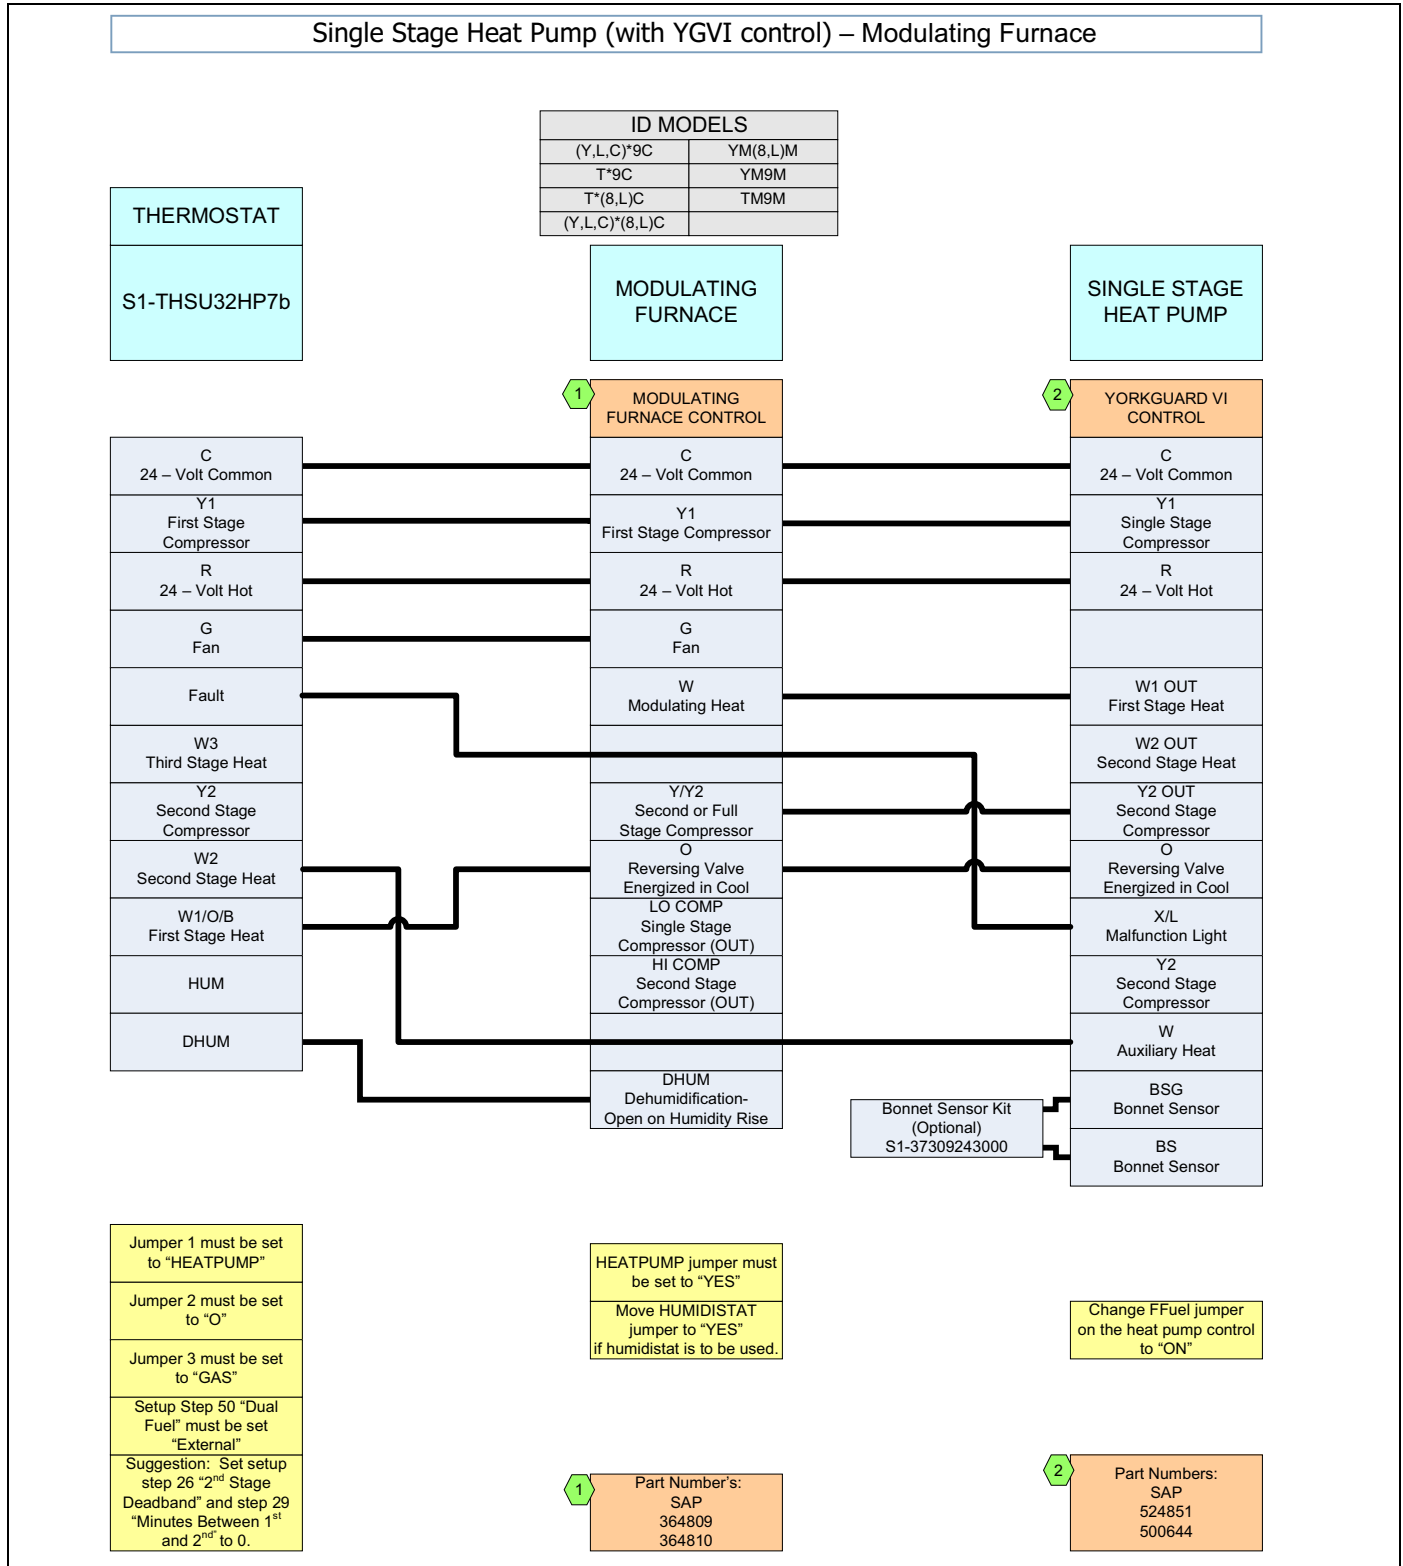 Single Stage Heat Pump (with YGVI control) – Modulating Furnace
ID MODELS
(Y,L,C)*9C
YM(8,L)M
T*9C
YM9M
T*(8,L)C
TM9M
(Y,L,C)*(8,L)C
THERMOSTAT
S1-THSU32HP7b
MODULATING
FURNACE
SINGLE STAGE
HEAT PUMP
1
MODULATING
FURNACE CONTROL
2
YORKGUARD VI
CONTROL
C
24 – Volt Common
Y1
First Stage
Compressor
R
24 – Volt Hot
G
Fan
Fault
W3
Third Stage Heat
Y2
Second Stage
Compressor
W2
Second Stage Heat
W1/O/B
First Stage Heat
HUM
DHUM
C
24 – Volt Common
Y1
First Stage Compressor
R
24 – Volt Hot
G
Fan
W
Modulating Heat
Y/Y2
Second or Full
Stage Compressor
O
Reversing Valve
Energized in Cool
LO COMP
Single Stage
Compressor (OUT)
HI COMP
Second Stage
Compressor (OUT)
DHUM
Dehumidification-
Open on Humidity Rise
C
24 – Volt Common
Y1
Single Stage
Compressor
R
24 – Volt Hot
W1 OUT
First Stage Heat
W2 OUT
Second Stage Heat
Y2 OUT
Second Stage
Compressor
O
Reversing Valve
Energized in Cool
X/L
Malfunction Light
Y2
Second Stage
Compressor
W
Auxiliary Heat
BSG
Bonnet Sensor
BS
Bonnet Sensor
Bonnet Sensor Kit
(Optional)
S1-37309243000
Jumper 1 must be set
to “HEATPUMP”
Jumper 2 must be set
to “O”
Jumper 3 must be set
to “GAS”
Setup Step 50 “Dual
Fuel” must be set
“External”
Suggestion: Set setup
step 26 “2nd Stage
Deadband” and step 29
“Minutes Between 1st
and 2nd” to 0.
HEATPUMP jumper must
be set to “YES”
Move HUMIDISTAT
jumper to “YES”
if humidistat is to be used.
Change FFuel jumper
on the heat pump control
to “ON”
1
Part Number’s:
SAP
364809
364810
2
Part Numbers:
SAP
524851
500644